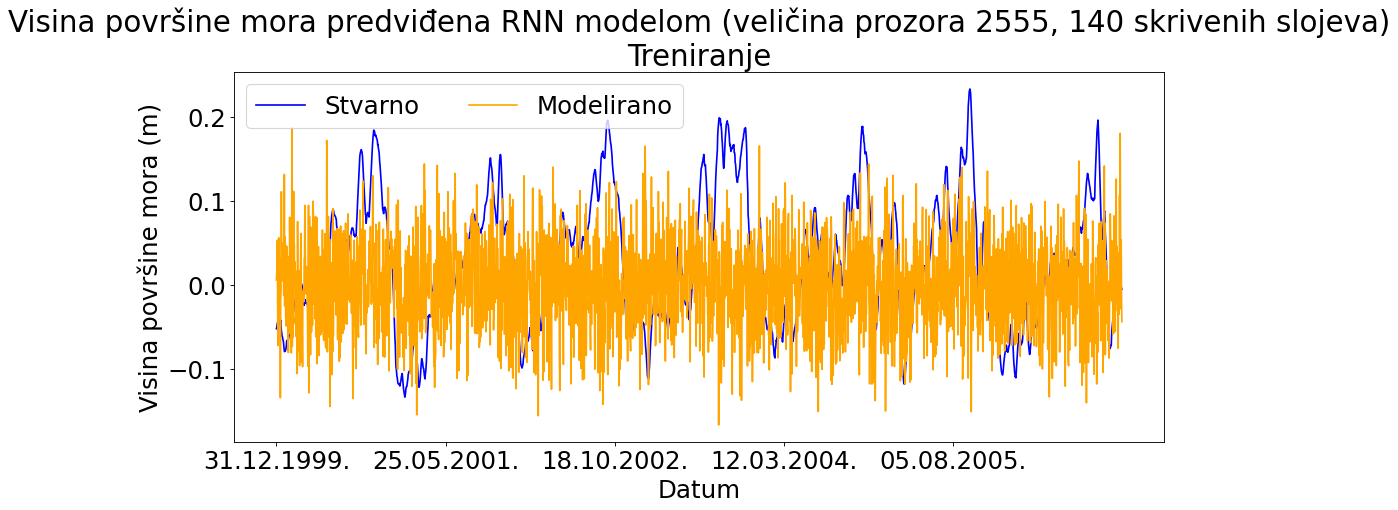 Visina površine mora predviđena RNN modelom (veličina prozora 2555, 140 skrivenih slojeva)
Treniranje
Stvarno Modelirano
Visina površine mora (m)
0.2
0.1
0.0
−0.1
31.12.1999. 25.05.2001. 18.10.2002. 12.03.2004. 05.08.2005.
Datum